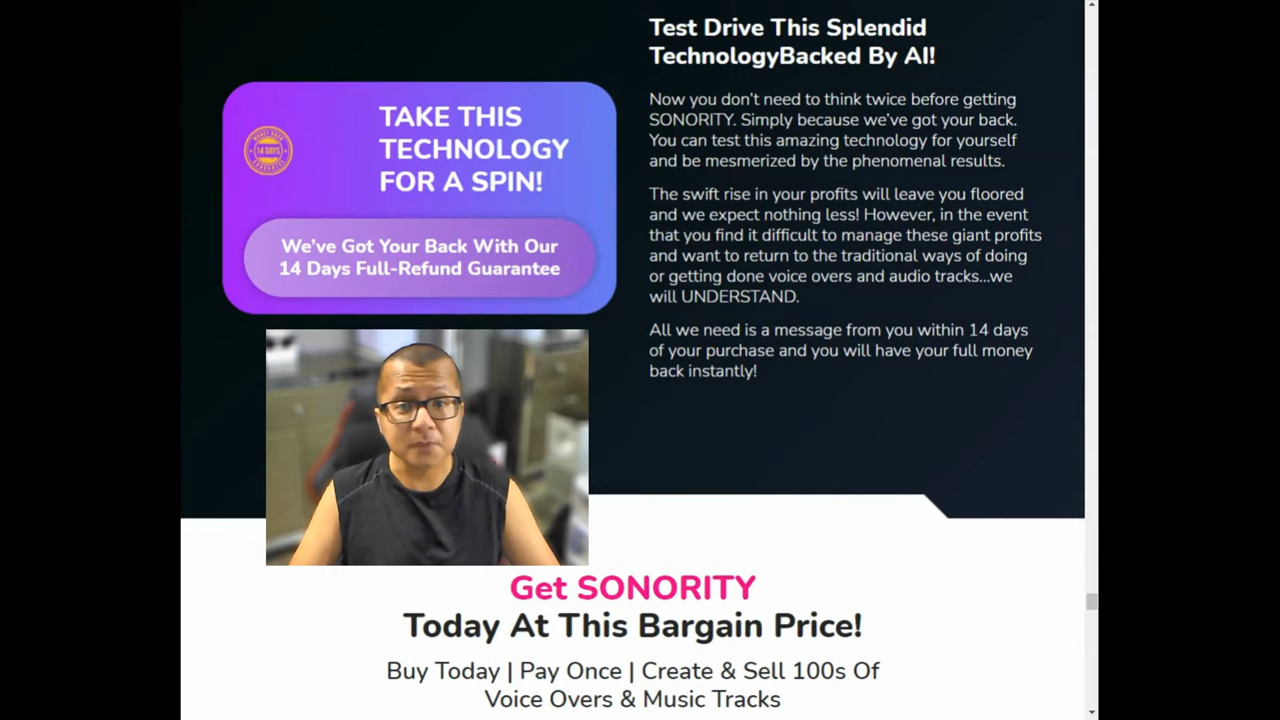 TAKE THIS
TECHNOLOGY
FOR A SPIN!
14 DAYS
We've Got Your Back With Our
14 Days Full-Refund Guarantee
Test Drive This Splendid
TechnologyBacked By AI!
Now you don't need to think twice before getting
SONORITY. Simply because we've got your back.
You can test this amazing technology for yourself
and be mesmerized by the phenomenal results.
The swift rise in your profits will leave you floored
and we expect nothing less! However, in the event
that you find it difficult to manage these giant profits
and want to return to the traditional ways of doing
or getting done voice overs and audio tracks...we
will UNDERSTAND.
All we need is a message from you within 14 days
of your purchase and you will have your full money
back instantly!
Get SONORITY
Today At This Bargain Price!
Buy Today | Pay Once | Create & Sell 100s Of
Voice Overs & Music Tracks